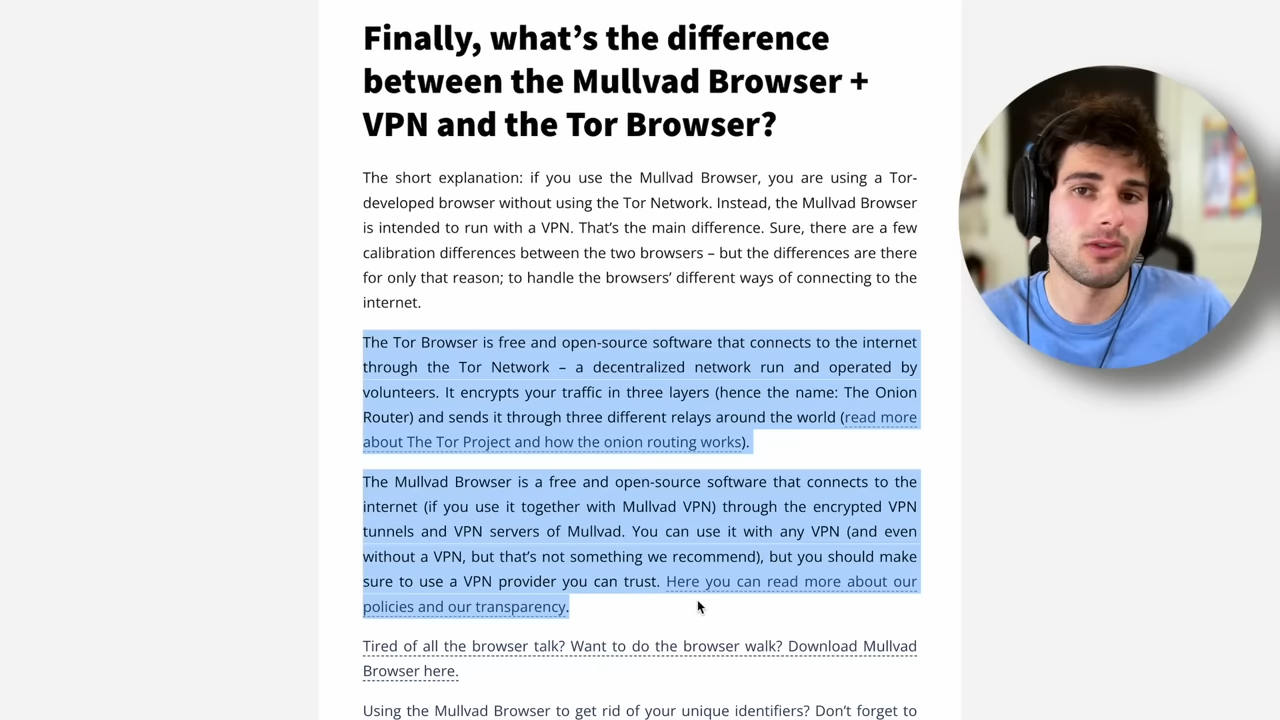 Finally, what's the difference
between the Mullvad Browser +
VPN and the Tor Browser?
The short explanation: if you use the Mullvad Browser, you are using a Tor-
developed browser without using the Tor Network. Instead, the Mullvad Browser
is intended to run with a VPN. That's the main difference. Sure, there are a few
calibration differences between the two browsers – but the differences are there
for only that reason; to handle the browsers' different ways of connecting to the
internet.
The Tor Browser is free and open-source software that connects to the internet
through the Tor Network – a decentralized network run and operated by
volunteers. It encrypts your traffic in three layers (hence the name: The Onion
Router) and sends it through three different relays around the world (read more
about The Tor Project and how the onion routing works).
The Mullvad Browser is a free and open-source software that connects to the
internet (if you use it together with Mullvad VPN) through the encrypted VPN
tunnels and VPN servers of Mullvad. You can use it with any VPN (and even
without a VPN, but that's not something we recommend), but you should make
sure to use a VPN provider you can trust. Here you can read more about our
policies and our transparency.
Tired of all the browser talk? Want to do the browser walk? Download Mullvad
Browser here.
Using the Mullvad Browser to get rid of your unique identifiers? Don't forget to